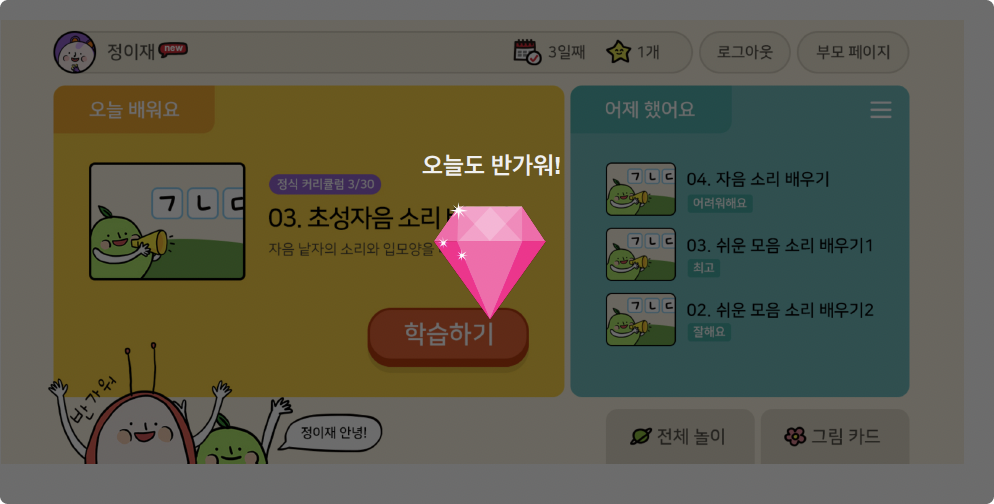 정이재 new
3일째
1개
로그아웃
부모 페이지
오늘 배워요
어제 했어요
오늘도 반가워!
정식 커리큘럼 3/30
03. 초성자음 소리
자음 낱자의 소리와 입모양을
학습하기
ㄱ ㄴ ㄷ
04. 자음 소리 배우기
어려워해요
ㄱ ㄴ ㄷ
03. 쉬운 모음 소리 배우기1
최고
ㄱ ㄴ ㄷ
02. 쉬운 모음 소리 배우기2
잘해요
ㄱ ㄴ ㄷ
반가워
정이재 안녕!
전체 놀이
그림 카드